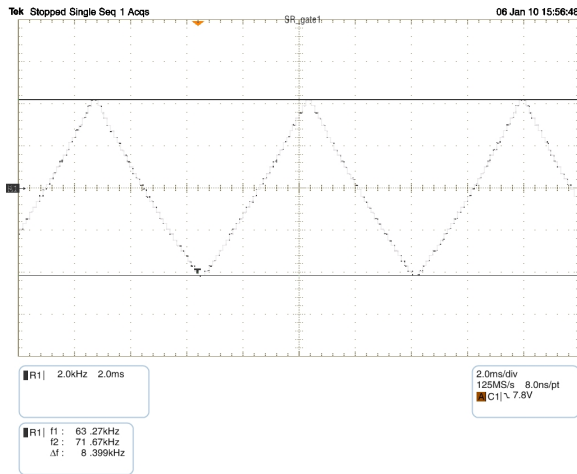 Tek Stopped Single Seq 1 Acqs
06 Jan 10 15:56:48
SR_gate1
R1
T
R1 2.0kHz 2.0ms
2.0ms/div
125MS/s 8.0ns/pt
A C1 7.8V
R1 f1 : 63 .27kHz
f2 : 71 .67kHz
Δf : 8 .399kHz